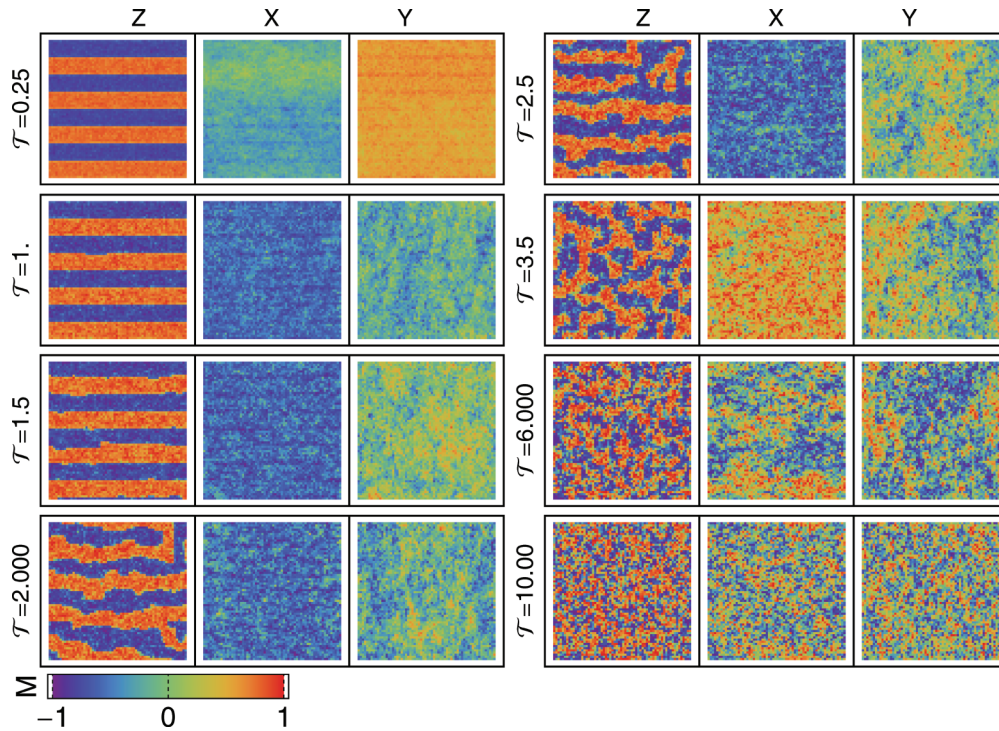 Z X Y Z X Y
𝒯=0.25
𝒯=2.5
𝒯=1.
𝒯=3.5
𝒯=1.5
𝒯=6.000
𝒯=2.000
𝒯=10.00
M
−1 0 1